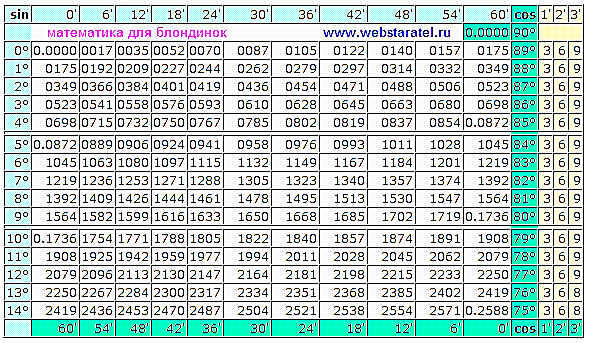 sin 0' 6' 12' 18' 24' 30' 36' 42' 48' 54' 60' cos 1' 2' 3'
математика для блондинок www.webstaratel.ru 0.0000 90°
0° 0.0000 0017 0035 0052 0070 0087 0105 0122 0140 0157 0175 89° 3 6 9
1° 0175 0192 0209 0227 0244 0262 0279 0297 0314 0332 0349 88° 3 6 9
2° 0349 0366 0384 0401 0419 0436 0454 0471 0488 0506 0523 87° 3 6 9
3° 0523 0541 0558 0576 0593 0610 0628 0645 0663 0680 0698 86° 3 6 9
4° 0698 0715 0732 0750 0767 0785 0802 0819 0837 0854 0.0872 85° 3 6 9
5° 0.0872 0889 0906 0924 0941 0958 0976 0993 1011 1028 1045 84° 3 6 9
6° 1045 1063 1080 1097 1115 1132 1149 1167 1184 1201 1219 83° 3 6 9
7° 1219 1236 1253 1271 1288 1305 1323 1340 1357 1374 1392 82° 3 6 9
8° 1392 1409 1426 1444 1461 1478 1495 1513 1530 1547 1564 81° 3 6 9
9° 1564 1582 1599 1616 1633 1650 1668 1685 1702 1719 0.1736 80° 3 6 9
10° 0.1736 1754 1771 1788 1805 1822 1840 1857 1874 1891 1908 79° 3 6 9
11° 1908 1925 1942 1959 1977 1994 2011 2028 2045 2062 2079 78° 3 6 9
12° 2079 2096 2113 2130 2147 2164 2181 2198 2215 2233 2250 77° 3 6 9
13° 2250 2267 2284 2300 2317 2334 2351 2368 2385 2402 2419 76° 3 6 8
14° 2419 2436 2453 2470 2487 2504 2521 2538 2554 2571 0.2588 75° 3 6 8
60' 54' 48' 42' 36' 30' 24' 18' 12' 6' 0' cos 1' 2' 3'